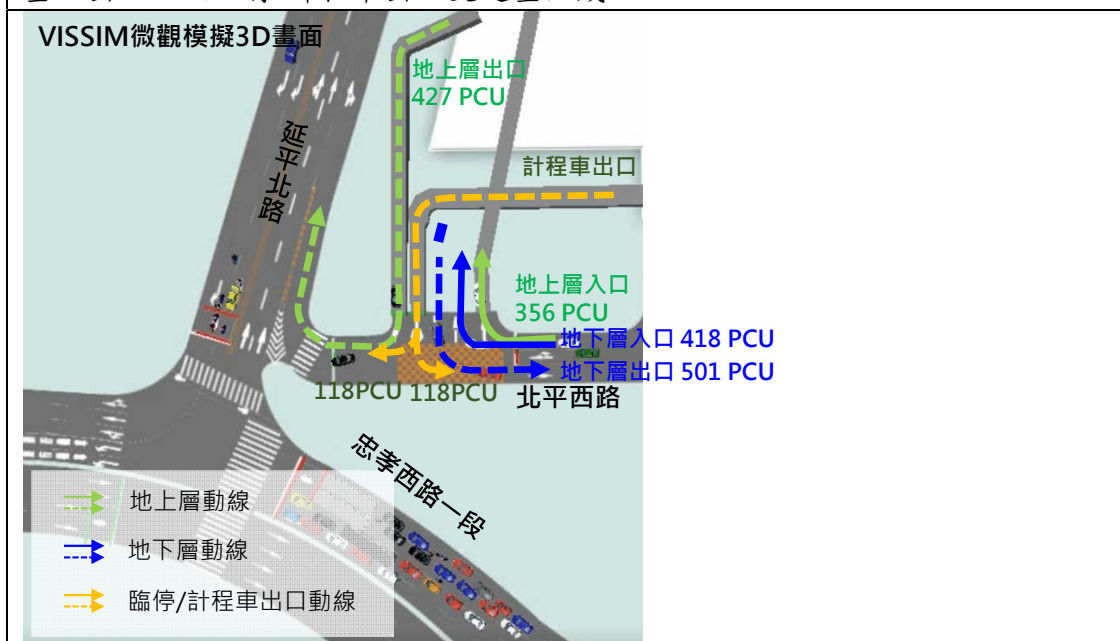 VISSIM微觀模擬3D畫面
地上層出口
427 PCU
延平北路
計程車出口
地上層入口
356 PCU
地下層入口 418 PCU
地下層出口 501 PCU
118PCU 118PCU
北平西路
忠孝西路一段
地上層動線
地下層動線
臨停/計程車出口動線